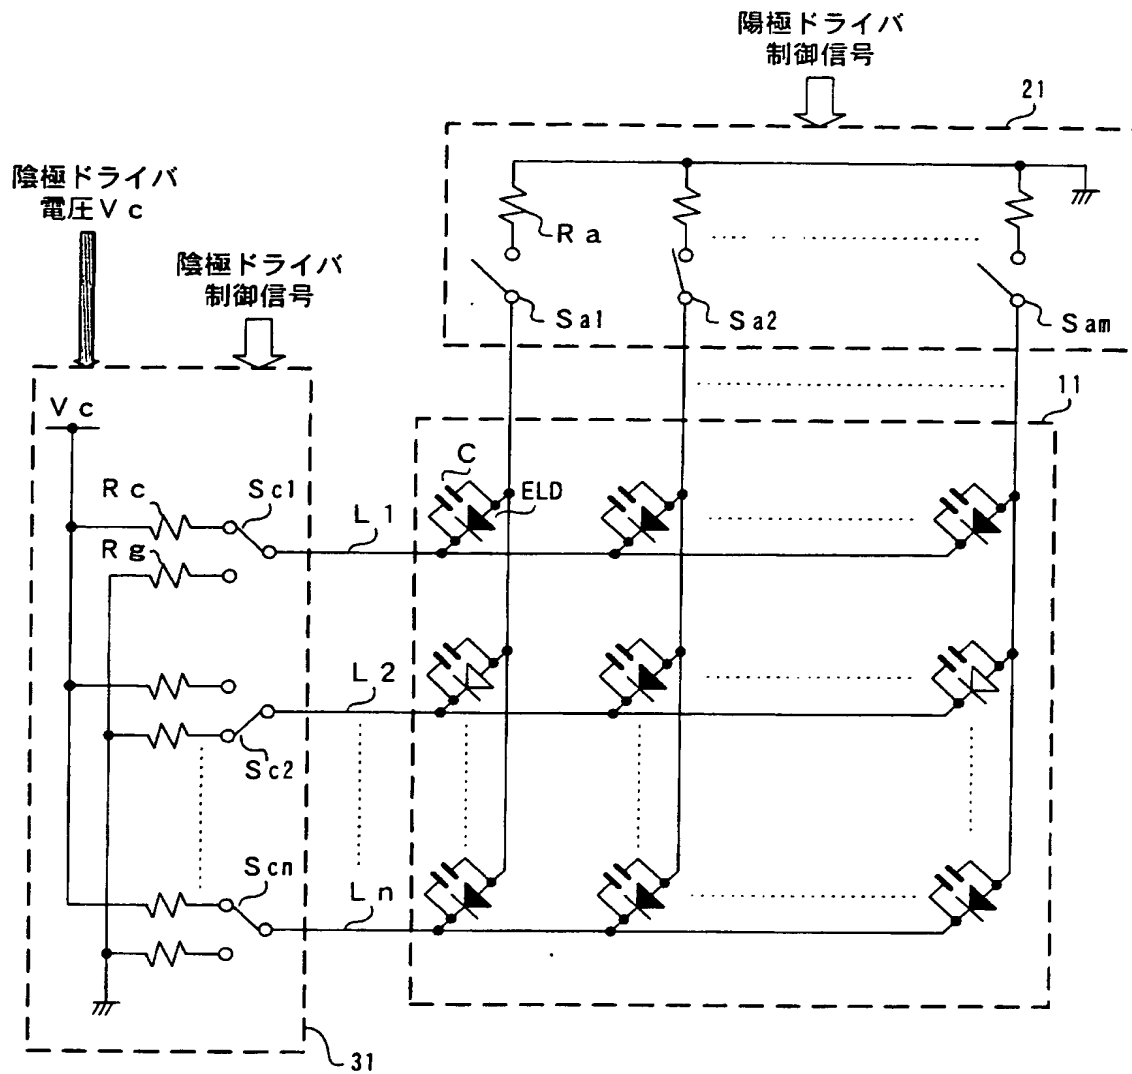 陽極ドライバ
制御信号
21
陰極ドライバ
電圧Vc
陰極ドライバ
制御信号
Ra
Sa1
Sa2
Sam
11
Vc
C
ELD
Rc
Sc1
L1
Rg
L2
Sc2
Scn
Ln
31